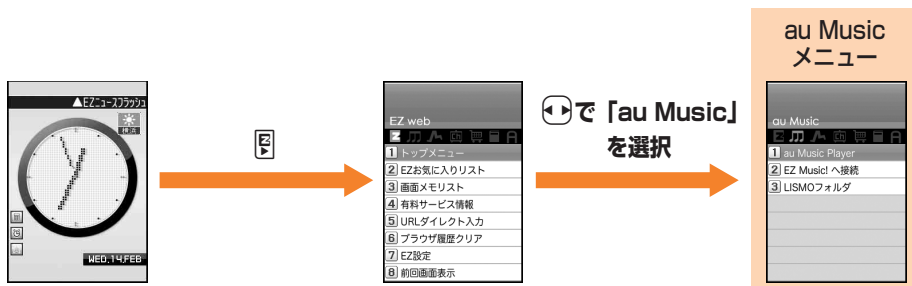 ▲EZニュースフラッシュ
横浜
WED.14.FEB
EZ web
1 トップメニュー
2 EZお気に入りリスト
3 画面メモリスト
4 有料サービス情報
5 URLダイレクト入力
6 ブラウザ履歴クリア
7 EZ設定
8 前回画面表示
で「au Music」
を選択
au Music
メニュー
au Music
1 au Music Player
2 EZ Music! へ接続
3 LISMOフォルダ